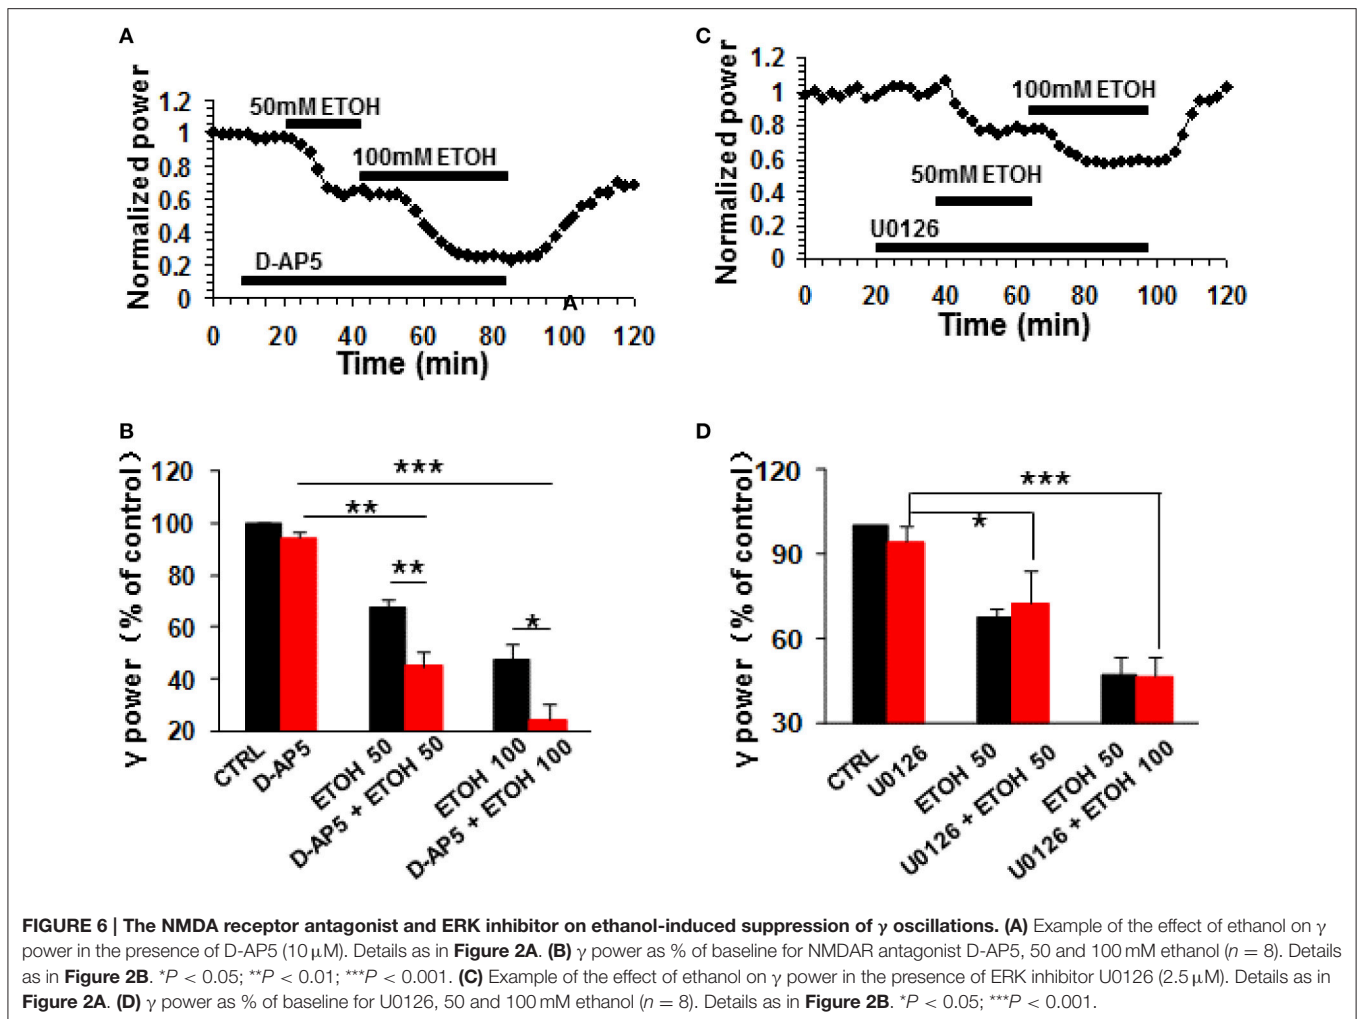 A
Normalized power
1.2
1
0.8
0.6
0.4
0.2
0
50mM ETOH
100mM ETOH
D-AP5
A
0 20 40 60 80 100 120
Time (min)
C
Normalized power
1.2
1
0.8
0.6
0.4
0.2
0
100mM ETOH
50mM ETOH
U0126
0 20 40 60 80 100 120
Time (min)
B
γ power (% of control)
120
100
80
60
40
20
***
**
**
*
CTRL
D-AP5
ETOH 50
D-AP5 + ETOH 50
ETOH 100
D-AP5 + ETOH 100
D
γ power (% of control)
120
90
60
30
***
*
CTRL
U0126
ETOH 50
U0126 + ETOH 50
ETOH 50
U0126 + ETOH 100
FIGURE 6 | The NMDA receptor antagonist and ERK inhibitor on ethanol-induced suppression of γ oscillations. (A) Example of the effect of ethanol on γ
power in the presence of D-AP5 (10 μM). Details as in Figure 2A. (B) γ power as % of baseline for NMDAR antagonist D-AP5, 50 and 100 mM ethanol (n = 8). Details
as in Figure 2B. *P < 0.05; **P < 0.01; ***P < 0.001. (C) Example of the effect of ethanol on γ power in the presence of ERK inhibitor U0126 (2.5 μM). Details as in
Figure 2A. (D) γ power as % of baseline for U0126, 50 and 100 mM ethanol (n = 8). Details as in Figure 2B. *P < 0.05; ***P < 0.001.